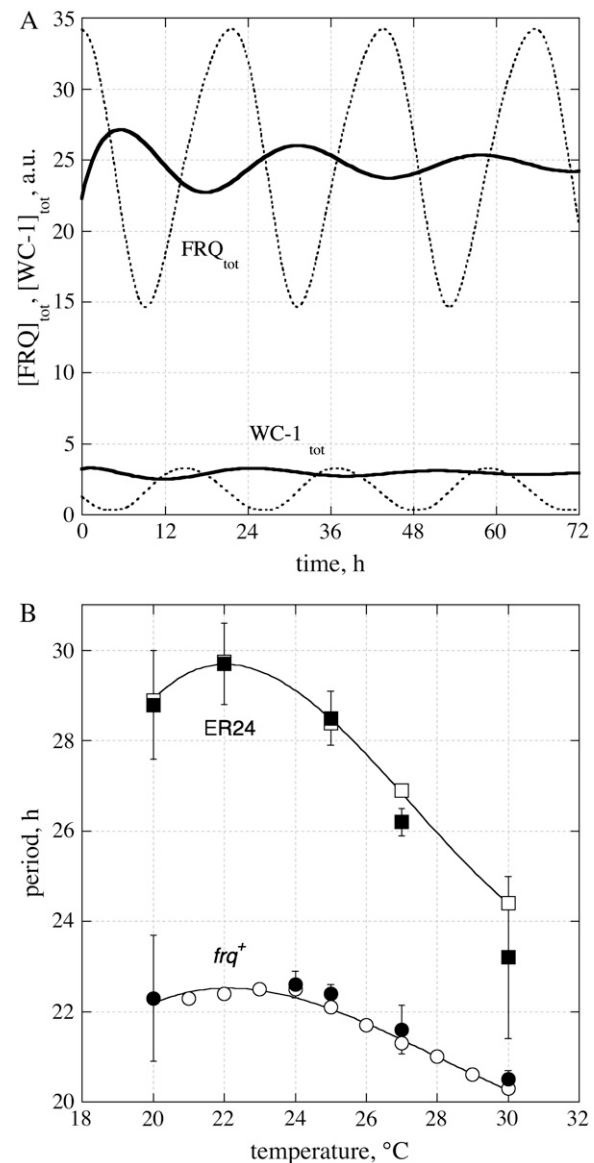 A
35
30
25
20
15
10
5
0
[FRQ]tot, [WC-1]tot, a.u.
FRQtot
WC-1 tot
0 12 24 36 48 60 72
time, h
B
30
28
26
24
22
20
period, h
ER24
frq+
18 20 22 24 26 28 30 32
temperature, °C